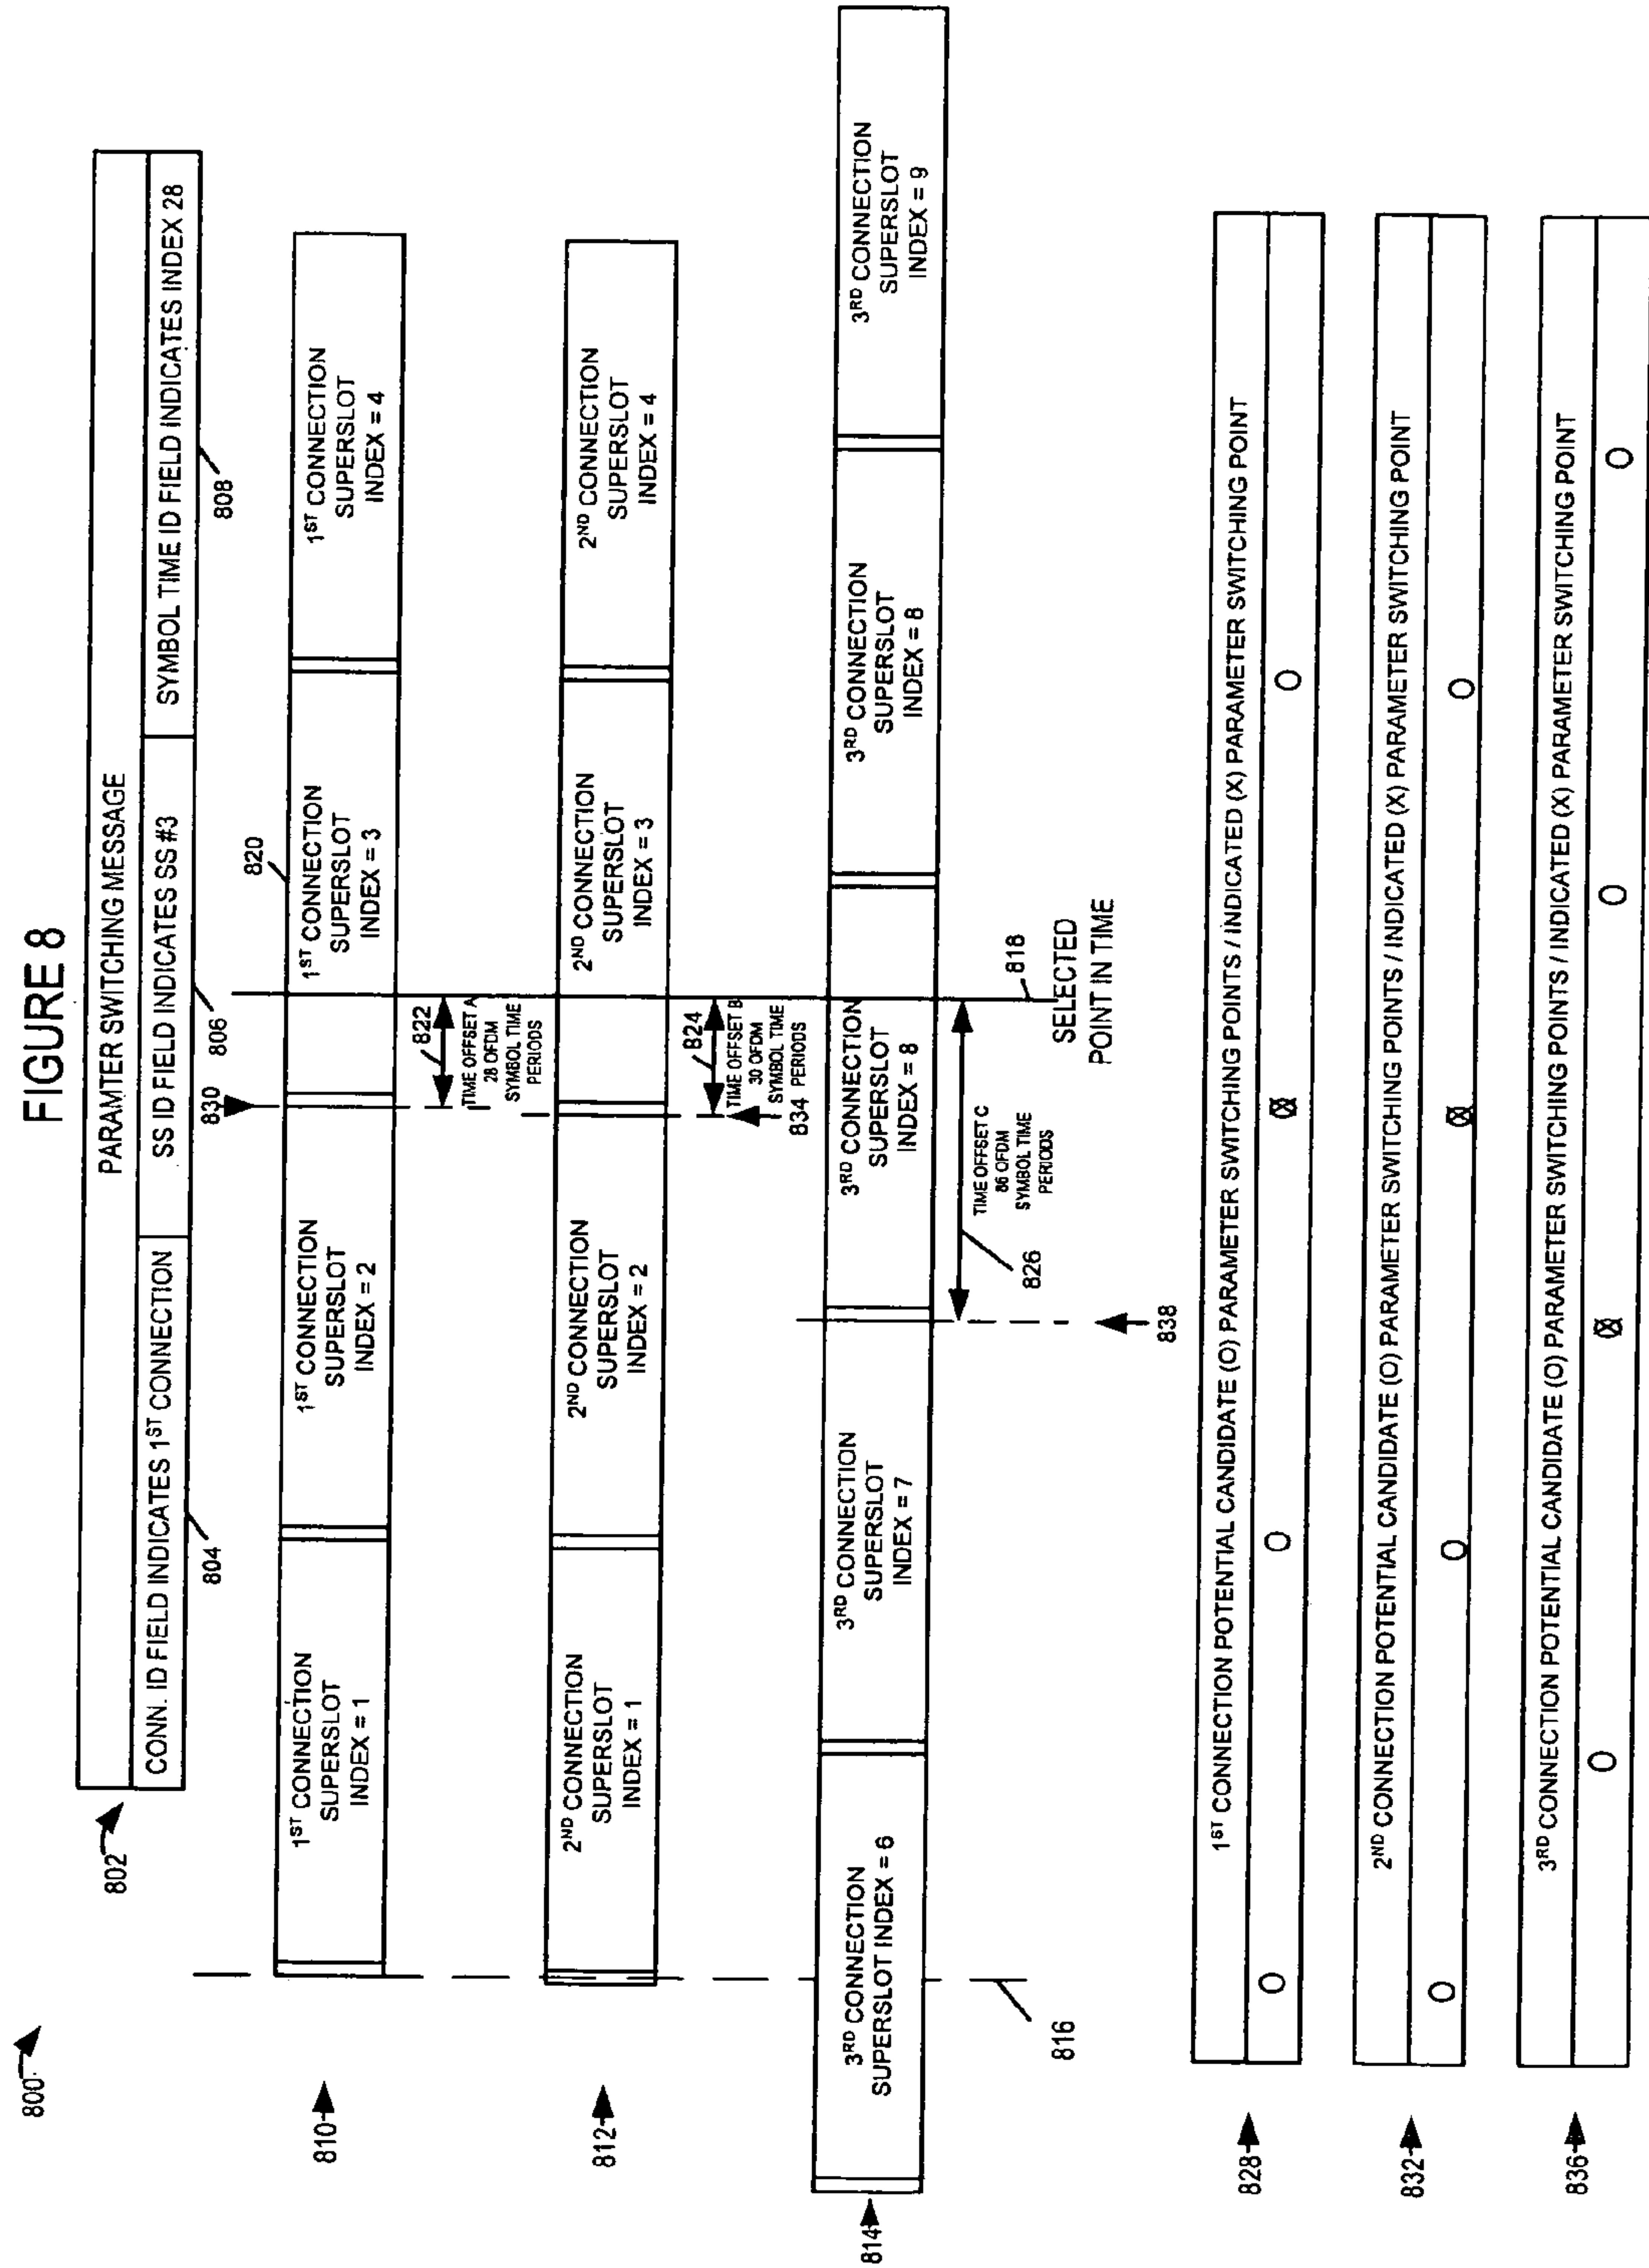 FIGURE 8
800
802
PARAMTER SWITCHING MESSAGE
CONN. ID FIELD INDICATES 1ST CONNECTION
SS ID FIELD INDICATES SS #3
SYMBOL TIME ID FIELD INDICATES INDEX 28
804
806
808
830
820
810
1ST CONNECTION
SUPERSLOT
INDEX = 1
1ST CONNECTION
SUPERSLOT
INDEX = 2
1ST CONNECTION
SUPERSLOT
INDEX = 3
1ST CONNECTION
SUPERSLOT
INDEX = 4
822
TIME OFFSET A
28 OFDM
SYMBOL TIME
PERIODS
812
2ND CONNECTION
SUPERSLOT
INDEX = 1
2ND CONNECTION
SUPERSLOT
INDEX = 2
2ND CONNECTION
SUPERSLOT
INDEX = 3
2ND CONNECTION
SUPERSLOT
INDEX = 4
824
TIME OFFSET B
30 OFDM
SYMBOL TIME
PERIODS
834
814
3RD CONNECTION
SUPERSLOT INDEX = 6
3RD CONNECTION
SUPERSLOT
INDEX = 7
3RD CONNECTION
SUPERSLOT
INDEX = 8
3RD CONNECTION
SUPERSLOT
INDEX = 8
3RD CONNECTION
SUPERSLOT
INDEX = 9
TIME OFFSET C
86 OFDM
SYMBOL TIME
PERIODS
826
816
838
818
SELECTED
POINT IN TIME
828
1ST CONNECTION POTENTIAL CANDIDATE (O) PARAMETER SWITCHING POINTS / INDICATED (X) PARAMETER SWITCH POINT
O O O X O
832
2ND CONNECTION POTENTIAL CANDIDATE (O) PARAMETER SWITCHING POINTS / INDICATED (X) PARAMETER SWITCHING POINT
O O O X O
836
3RD CONNECTION POTENTIAL CANDIDATE (O) PARAMETER SWITCHING POINTS / INDICATED (X) PARAMETER SWITCHING POINT
O O X O O